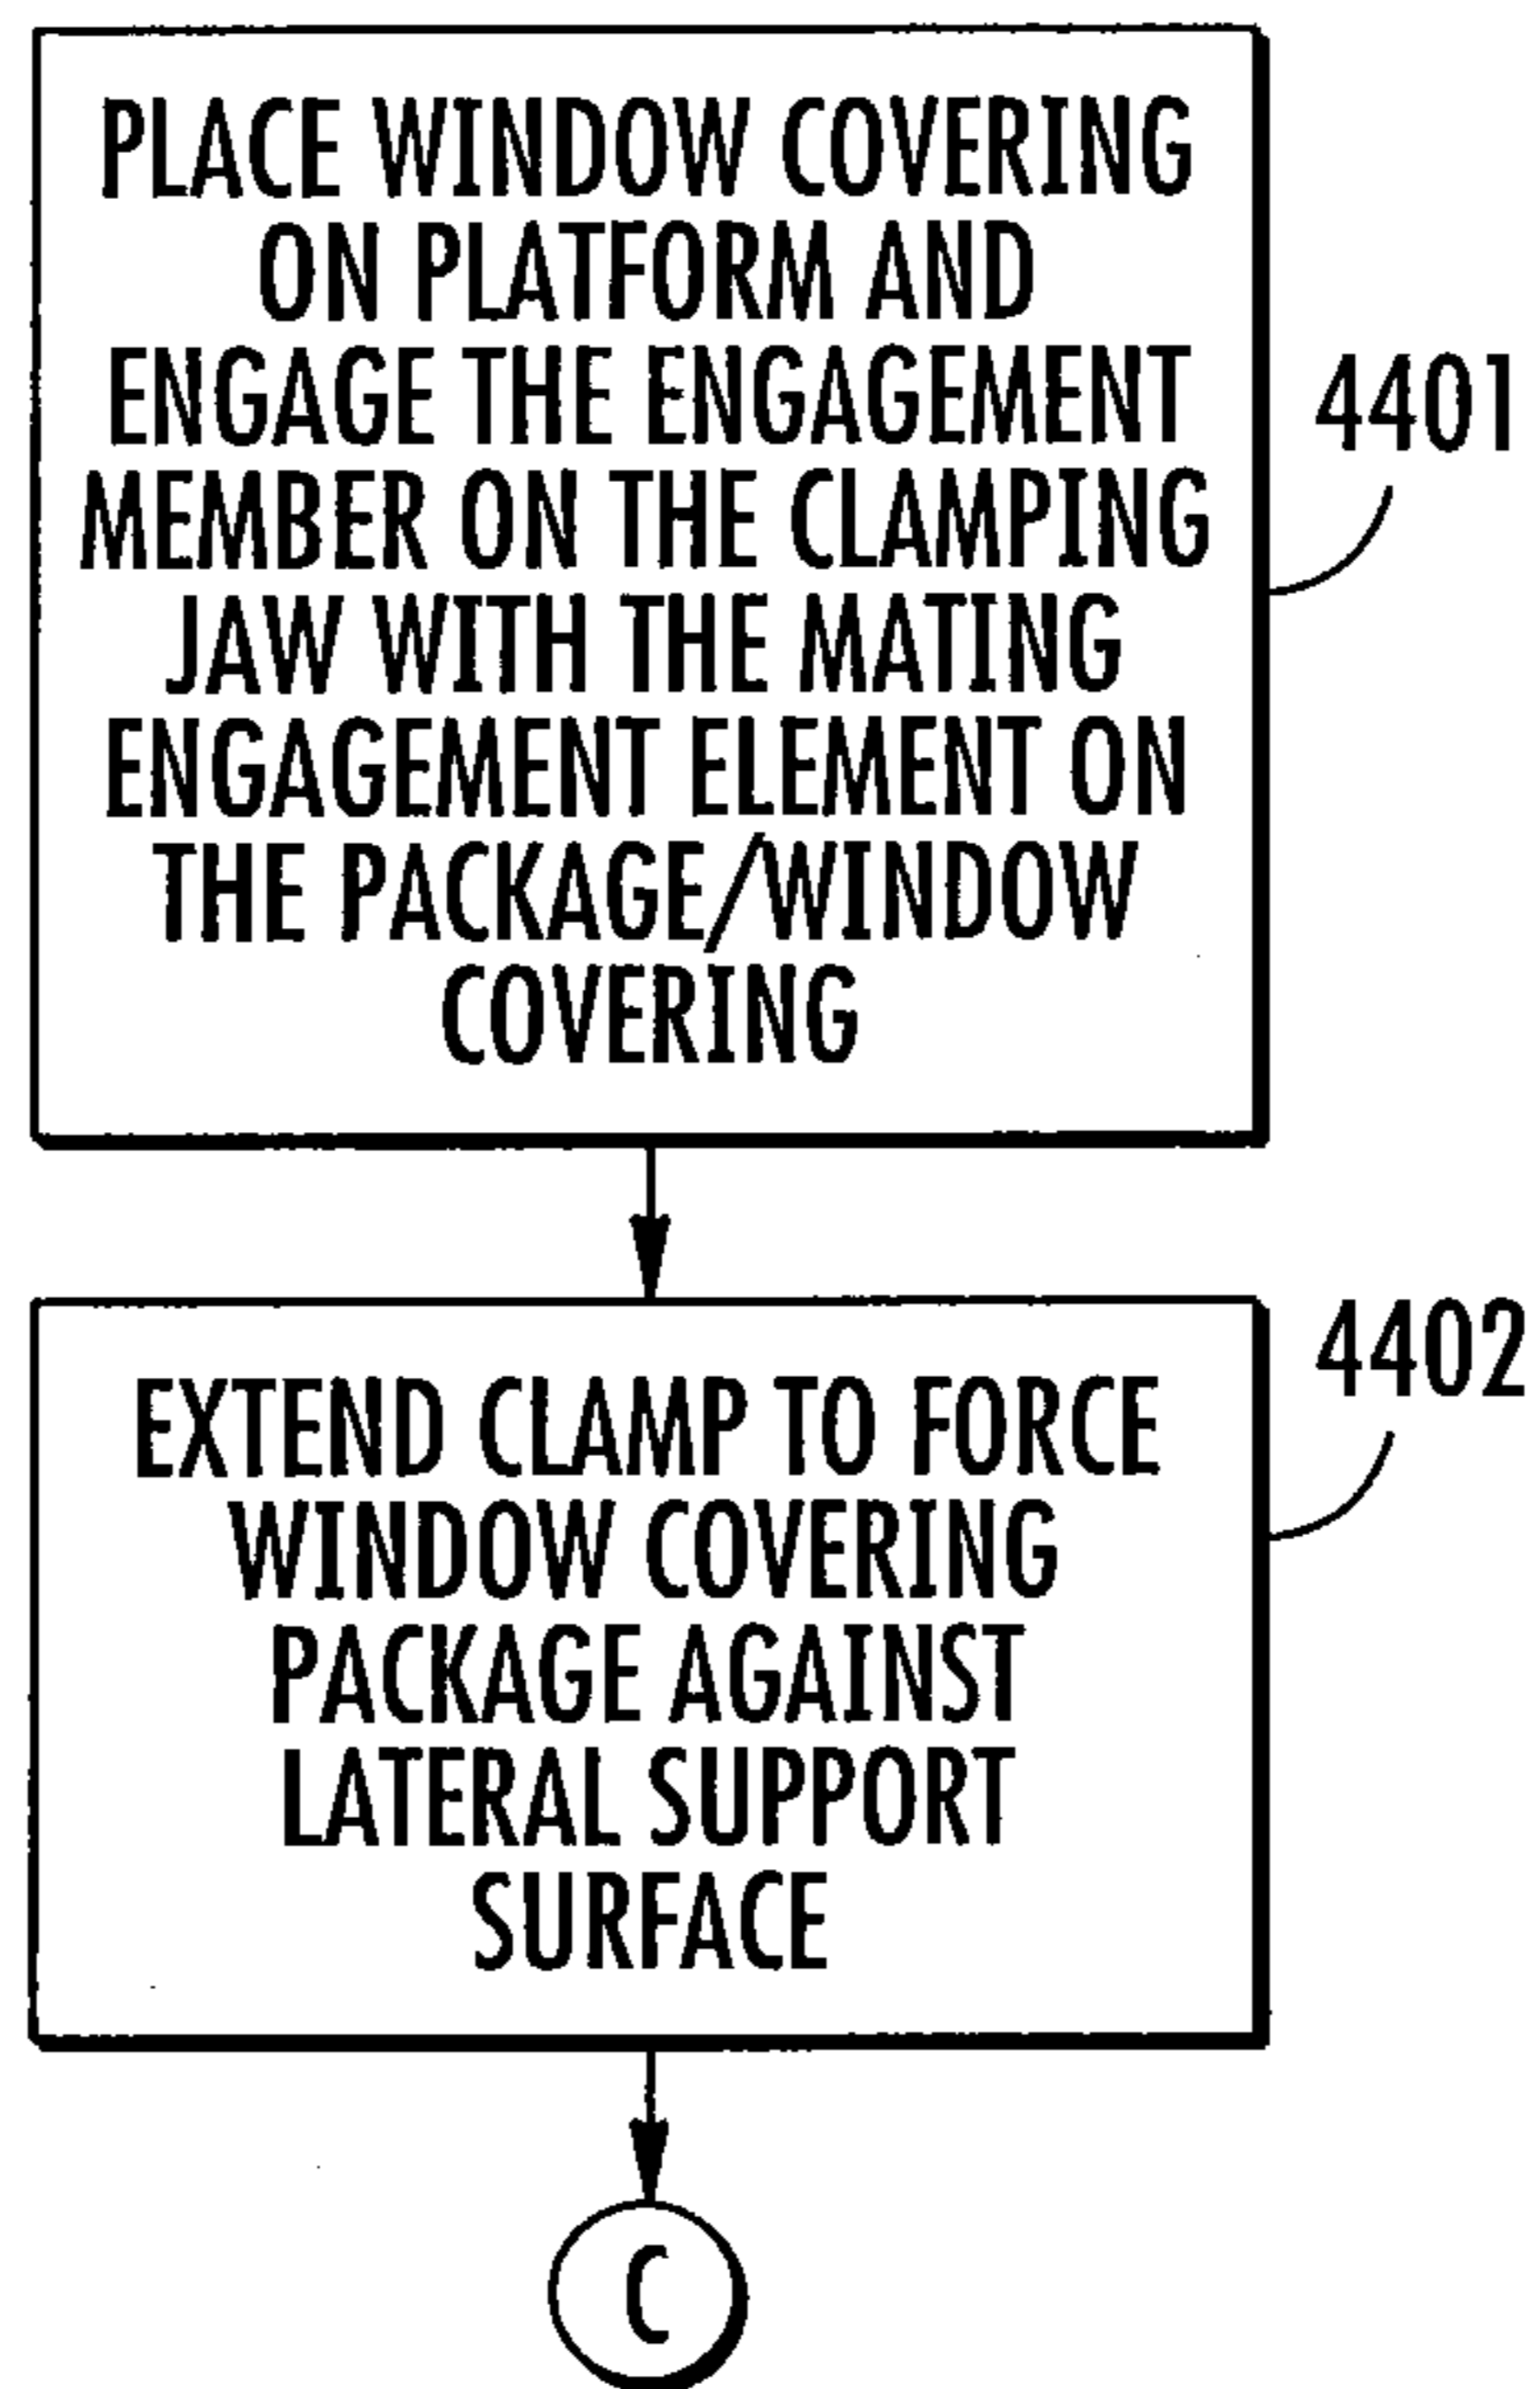 PLACE WINDOW COVERING
ON PLATFORM AND
ENGAGE THE ENGAGEMENT
MEMBER ON THE CLAMPING
JAW WITH THE MATING
ENGAGEMENT ELEMENT ON
THE PACKAGE/WINDOW
COVERING
4401
EXTEND CLAMP TO FORCE
WINDOW COVERING
PACKAGE AGAINST
LATERAL SUPPORT
SURFACE
4402
C